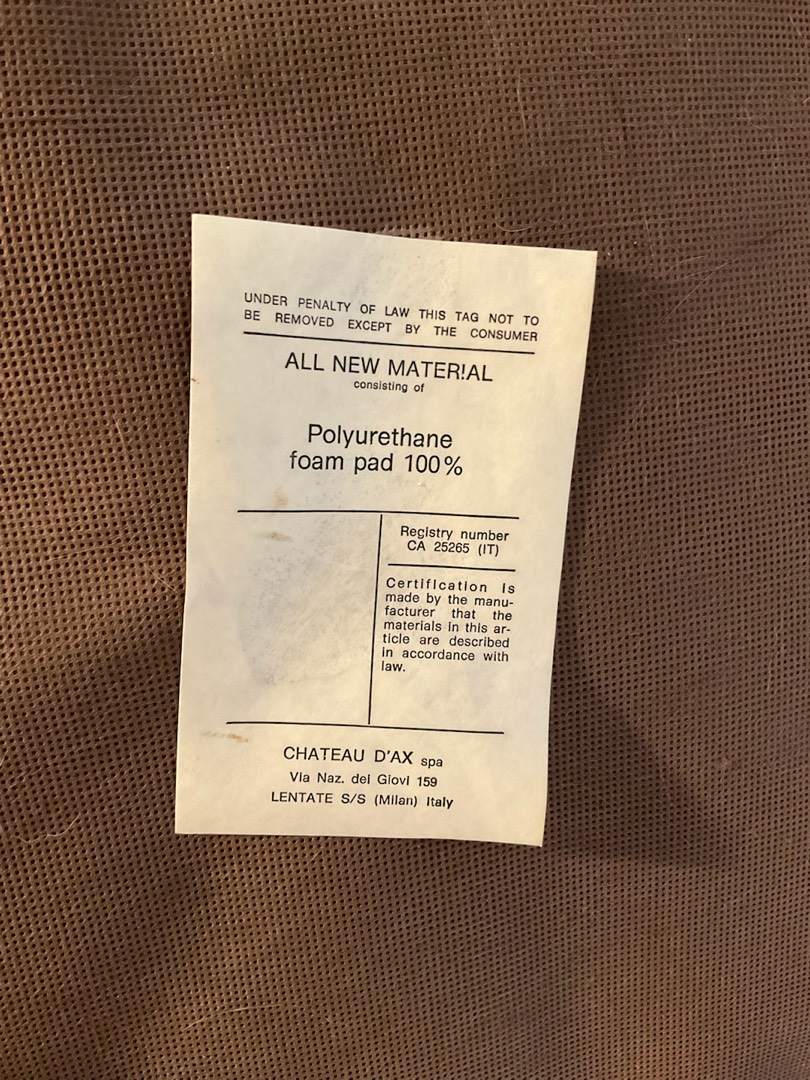 UNDER PENALTY OF LAW THIS TAG NOT TO
BE REMOVED EXCEPT BY THE CONSUMER
ALL NEW MATER!AL
consisting of
Polyurethane
foam pad 100%
Registry number
CA 25265 (IT)
Certification is
made by the manu-
facturer that the
materials in this ar-
ticle are described
in accordance with
law.
CHATEAU D'AX spa
Via Naz. dei Giovi 159
LENTATE S/S (Milan) Italy